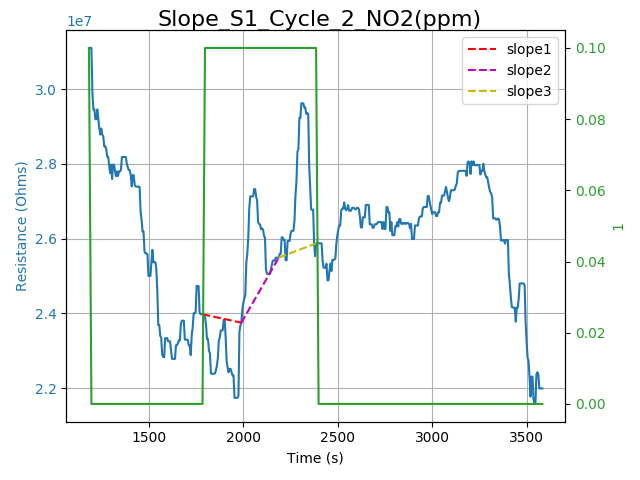 Slope_S1_Cycle_2_NO2(ppm)
1e7
slope1
slope2
slope3
3.0
2.8
2.6
2.4
2.2
Resistance (Ohms)
0.10
0.08
0.06
0.04
0.02
0.00
1
1500 2000 2500 3000 3500
Time (s)